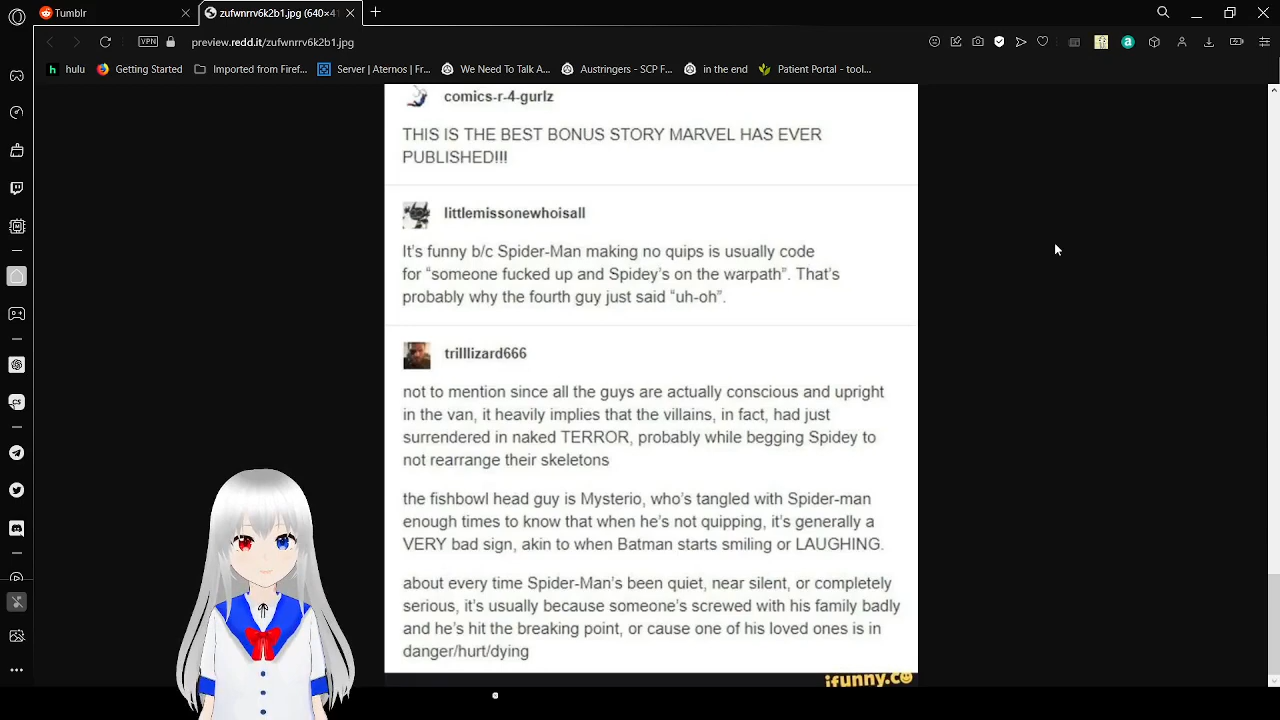 Tumblr
zufwnrrv6k2b1.jpg (640×41
VPN
preview.redd.it/zufwnrrv6k2b1.jpg
hulu
Getting Started
Imported from Firef...
Server | Aternos | Fr...
We Need To Talk A...
Austringers - SCP F...
in the end
Patient Portal - tool...
comics-r-4-gurlz
THIS IS THE BEST BONUS STORY MARVEL HAS EVER
PUBLISHED!!!
littlemissonewhoisall
It's funny b/c Spider-Man making no quips is usually code
for “someone fucked up and Spidey's on the warpath”. That's
probably why the fourth guy just said “uh-oh”.
trilllizard666
not to mention since all the guys are actually conscious and upright
in the van, it heavily implies that the villains, in fact, had just
surrendered in naked TERROR, probably while begging Spidey to
not rearrange their skeletons
the fishbowl head guy is Mysterio, who's tangled with Spider-man
enough times to know that when he's not quipping, it's generally a
VERY bad sign, akin to when Batman starts smiling or LAUGHING.
about every time Spider-Man's been quiet, near silent, or completely
serious, it's usually because someone's screwed with his family badly
and he's hit the breaking point, or cause one of his loved ones is in
danger/hurt/dying
ifunny.co